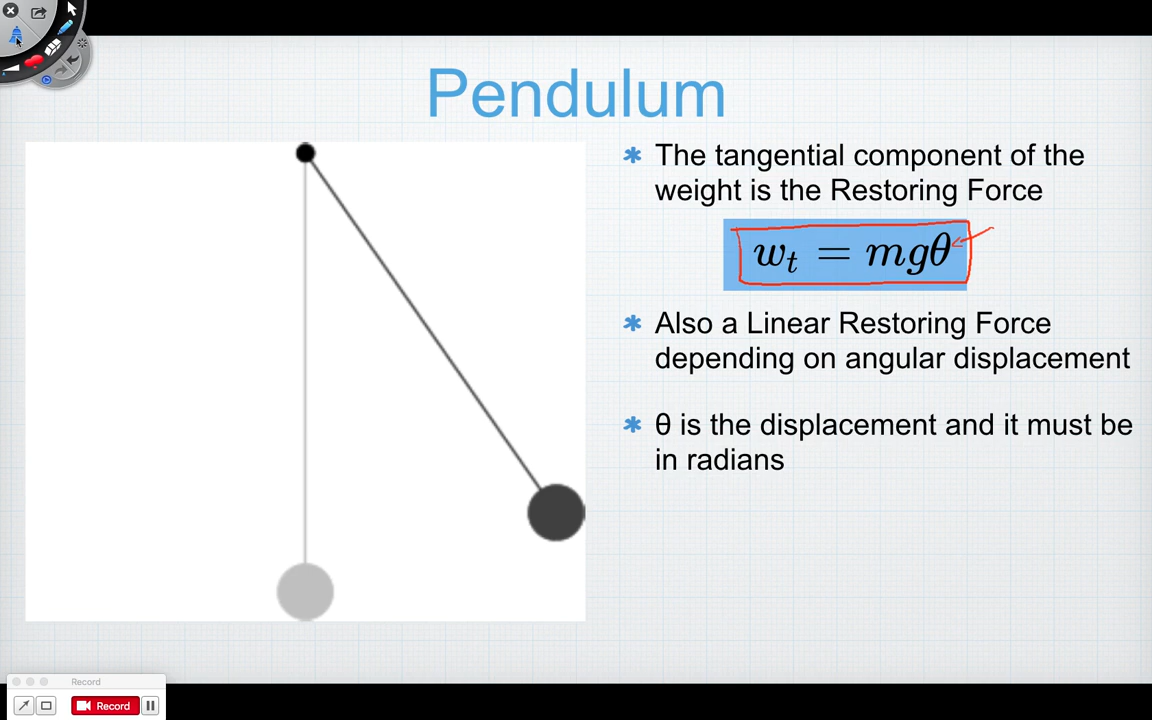 Pendulum
* The tangential component of the
weight is the Restoring Force
wₜ = mgθ
* Also a Linear Restoring Force
depending on angular displacement
* θ is the displacement and it must be
in radians
Record
Record